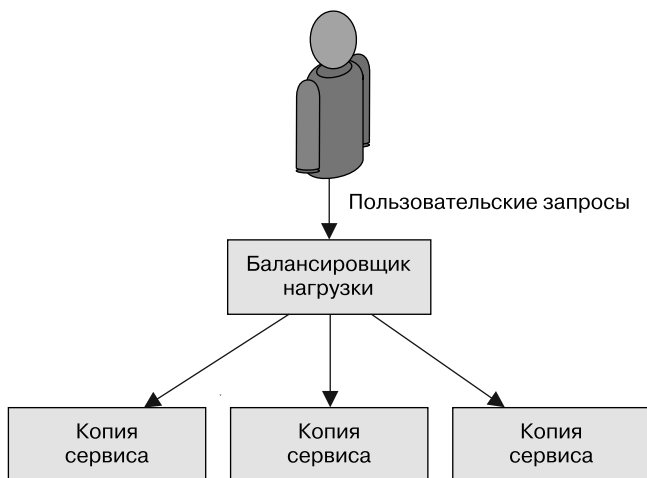 Пользовательские запросы
Балансировщик
нагрузки
Копия
сервиса
Копия
сервиса
Копия
сервиса